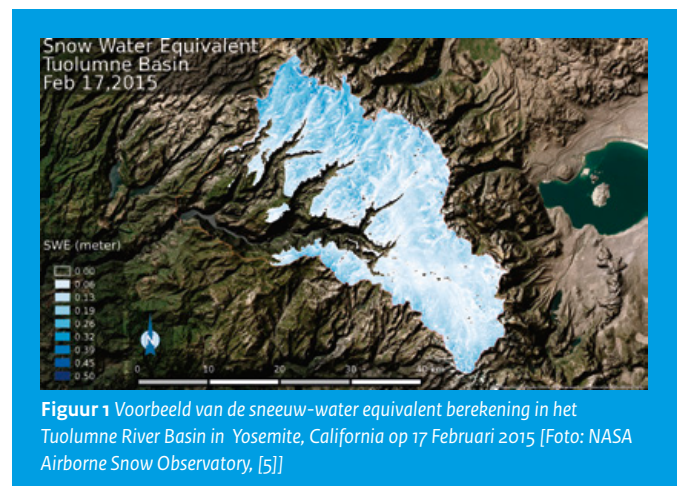 Snow Water Equivalent
Tuolumne Basin
Feb 17,2015
SWE (meter)
0.00
0.06
0.13
0.19
0.26
0.32
0.39
0.45
0.50
N
0 10 20 30 40 km
Figuur 1 Voorbeeld van de sneeuw-water equivalent berekening in het
Tuolumne River Basin in Yosemite, California op 17 Februari 2015 [Foto: NASA
Airborne Snow Observatory, [5]]